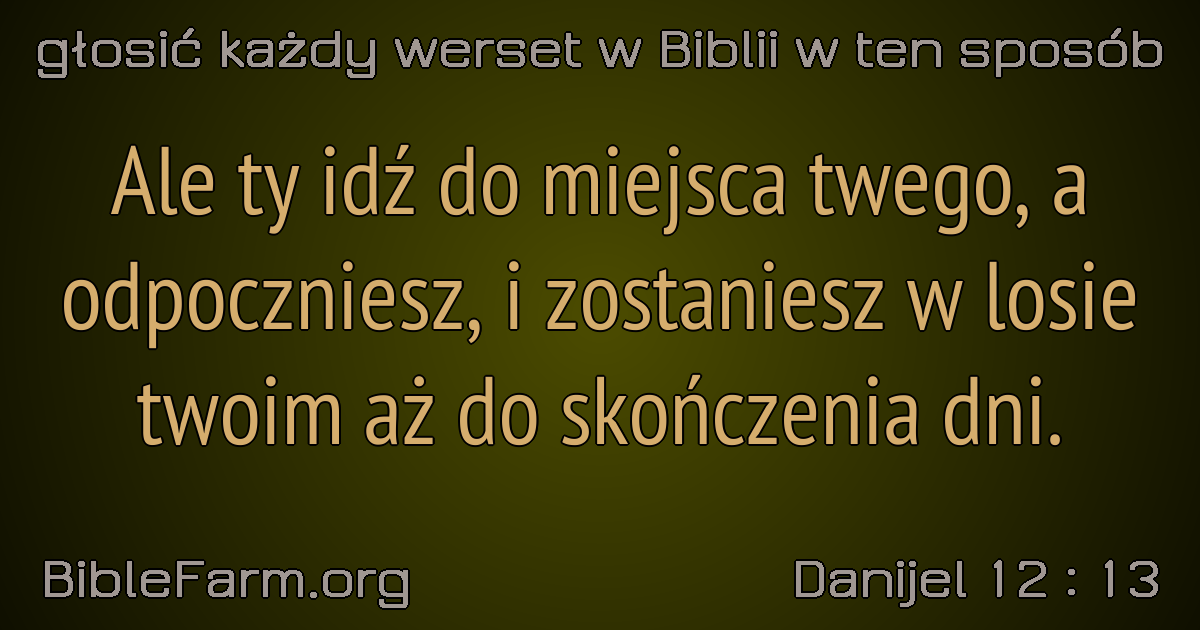 głosić każdy werset w Biblii w ten sposób
Ale ty idź do miejsca twego, a
odpoczniesz, i zostaniesz w losie
twoim aż do skończenia dni.
BibleFarm.org
Danijel 12 : 13